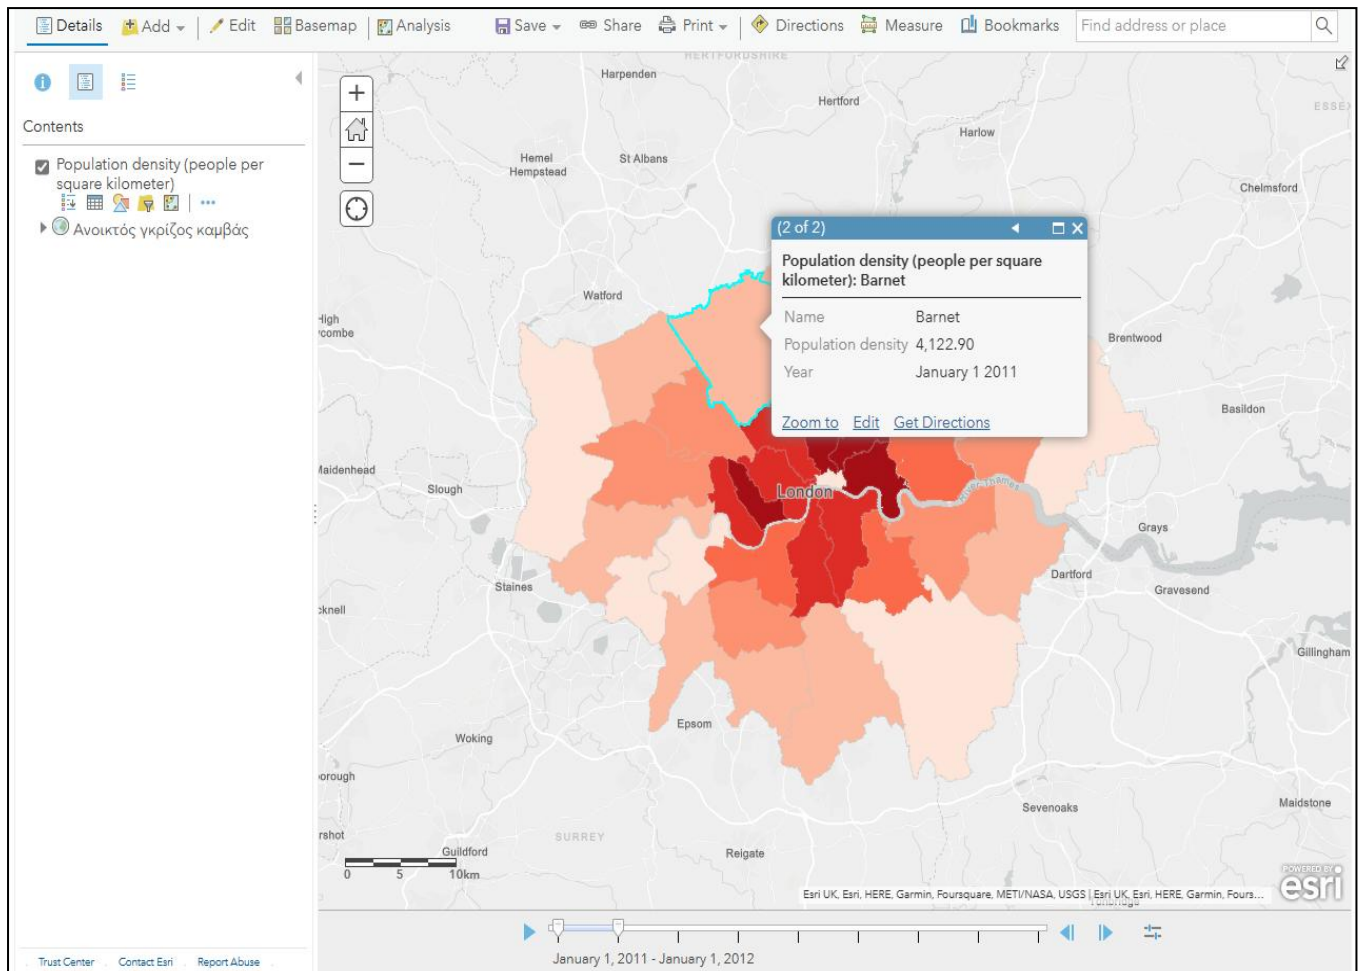 Details Add Edit Basemap Analysis Save Share Print Directions Measure Bookmarks Find address or place
Contents
Population density (people per
square kilometer)
Ανοικτός γκρίζος καμβάς
Trust Center Contact Esri Report Abuse
HERTFORDSHIRE
Harpenden
Hertford
ESSEX
Harlow
Hemel
Hempstead
St Albans
Chelmsford
(2 of 2)
Population density (people per square
kilometer): Barnet
Name Barnet
Population density 4,122.90
Year January 1 2011
Zoom to Edit Get Directions
Watford
High
combe
Brentwood
Basildon
Maidenhead
Slough
London
River Thames
Grays
Staines
Dartford
Gravesend
cknell
Gillingham
Epsom
Woking
orough
Sevenoaks
Maidstone
rshot
SURREY
Guildford
Reigate
0 5 10km
POWERED BY
esri
Esri UK, Esri, HERE, Garmin, Foursquare, METI/NASA, USGS | Esri UK, Esri, HERE, Garmin, Fours...
January 1, 2011 - January 1, 2012